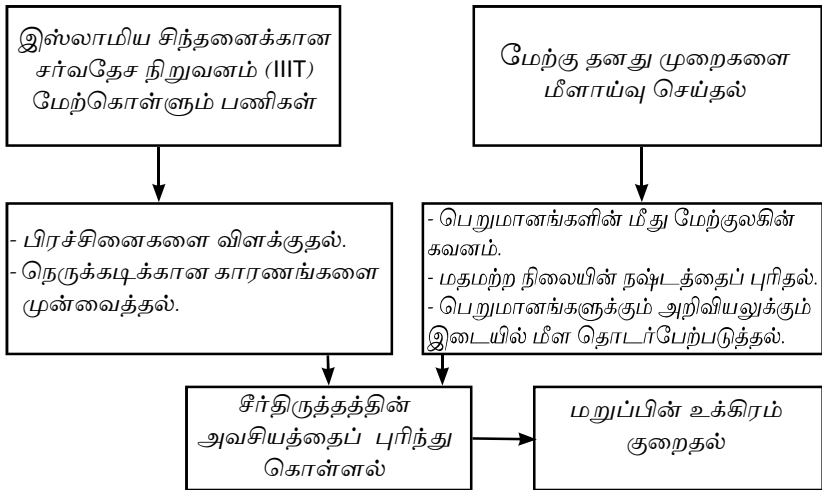 இஸ்லாமிய சிந்தனைக்கான
சர்வதேச நிறுவனம் (IIIT)
மேற்கொள்ளும் பணிகள்
மேற்கு தனது முறைகளை
மீளாய்வு செய்தல்
- பிரச்சினைகளை விளக்குதல்.
- நெருக்கடிக்கான காரணங்களை
முன்வைத்தல்.
- பெறுமானங்களின் மீது மேற்குலகின்
கவனம்.
- மதமற்ற நிலையின் நஷ்டத்தைப் புரிதல்.
- பெறுமானங்களுக்கும் அறிவியலுக்கும்
இடையில் மீள தொடர்பேற்படுத்தல்.
சீர்திருத்தத்தின்
அவசியத்தைப் புரிந்து
கொள்ளல்
மறுப்பின் உக்கிரம்
குறைதல்